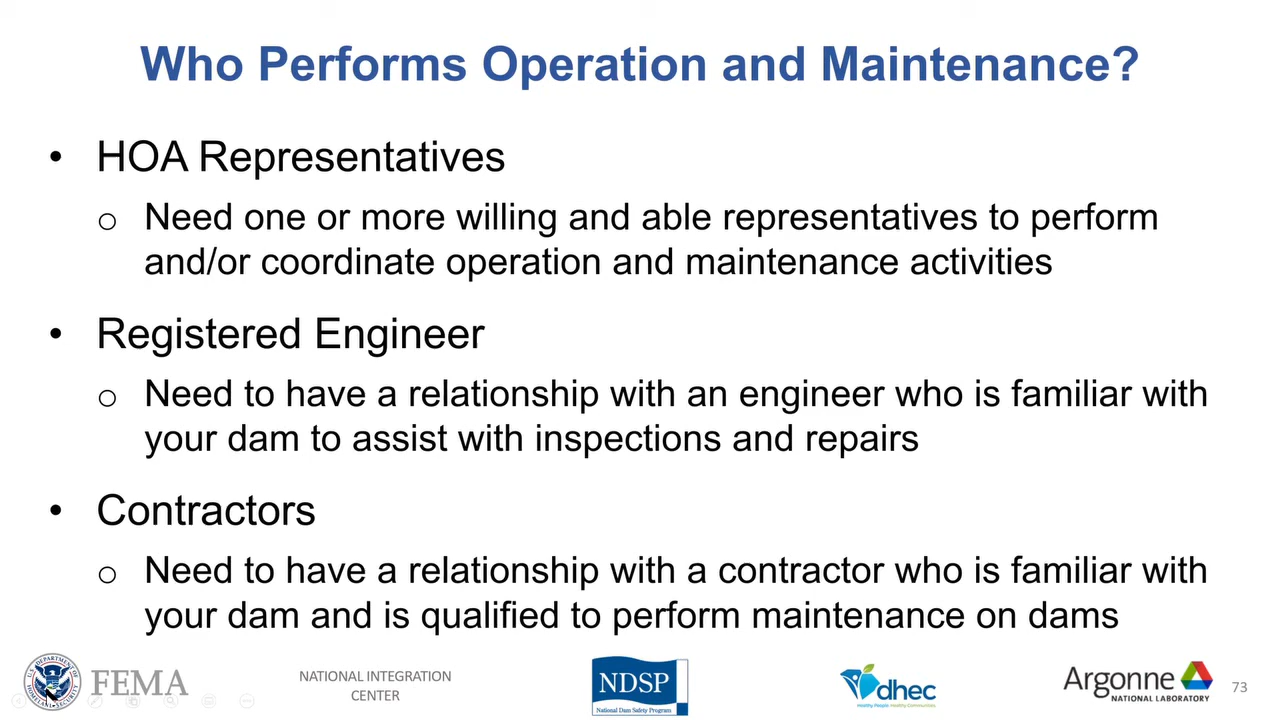 Who Performs Operation and Maintenance?
• HOA Representatives
o Need one or more willing and able representatives to perform
and/or coordinate operation and maintenance activities
• Registered Engineer
o Need to have a relationship with an engineer who is familiar with
your dam to assist with inspections and repairs
• Contractors
o Need to have a relationship with a contractor who is familiar with
your dam and is qualified to perform maintenance on dams
FEMA
NATIONAL INTEGRATION
CENTER
NDSP
National Dam Safety Program
dhec
Healthy People. Healthy Communities.
Argonne
NATIONAL LABORATORY
73